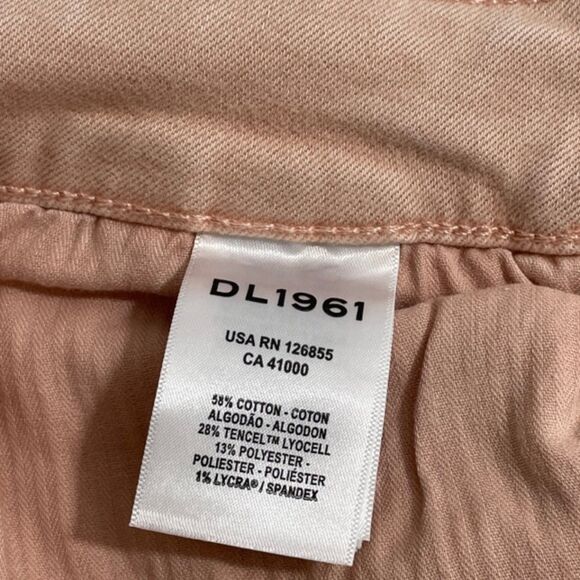 DL1961
USA RN 126855
CA 41000
58% COTTON - COTON
ALGODÃO - ALGODON
28% TENCEL™ LYOCELL
13% POLYESTER -
POLIESTER - POLIÉSTER
1% LYCRA® / SPANDEX